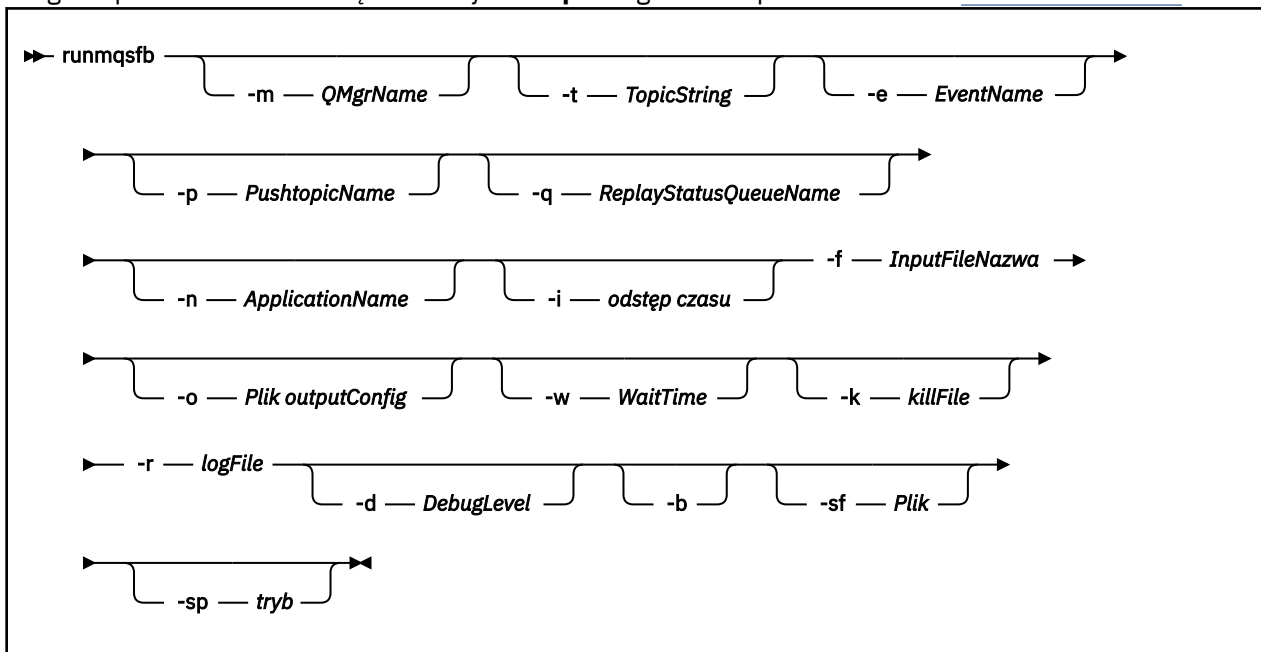 runmqsfb
-m QMgrName -t TopicString -e EventName
-p PushtopicName -q ReplayStatusQueueName
-f InputFileNazwa
-n ApplicationName -i odstęp czasu
-o Plik outputConfig -w WaitTime -k killFile
-r logFile
-d DebugLevel -b -sf Plik
-sp tryb